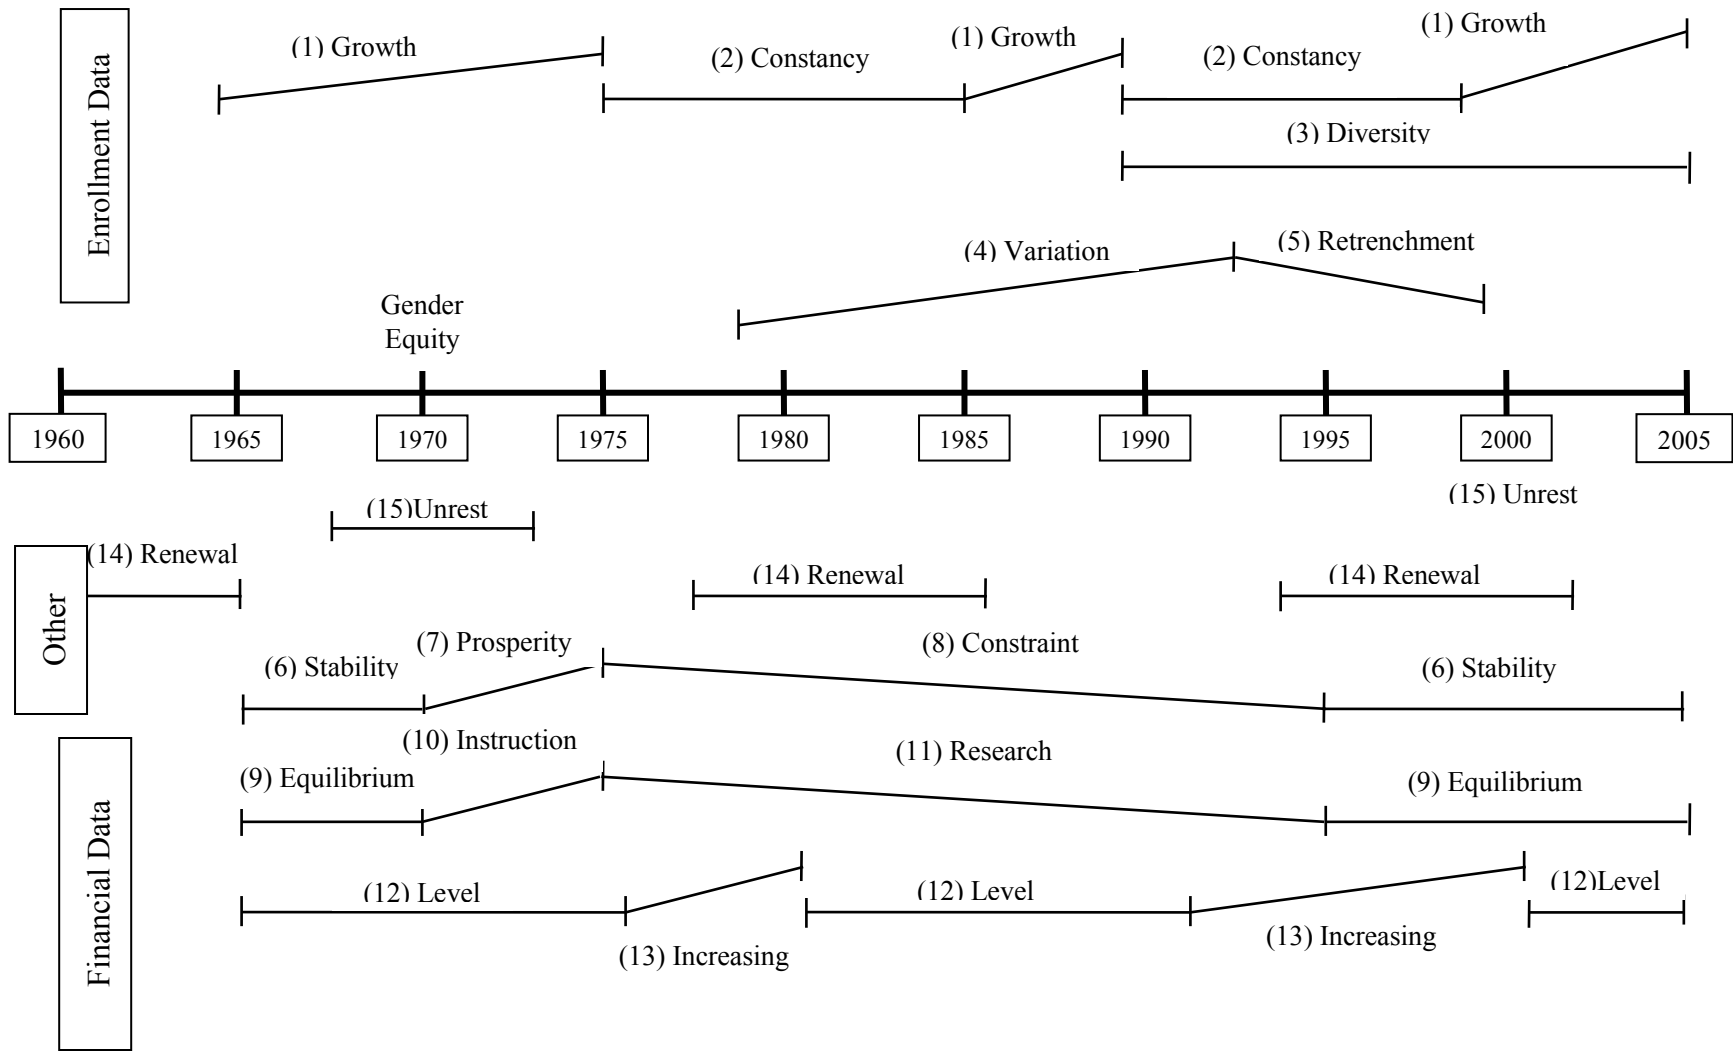 Enrollment Data
(1) Growth
(2) Constancy
(1) Growth
(2) Constancy
(1) Growth
(3) Diversity
(4) Variation
(5) Retrenchment
Gender
Equity
1960
1965
1970
1975
1980
1985
1990
1995
2000
2005
(15)Unrest
(15) Unrest
Other
(14) Renewal
(14) Renewal
(14) Renewal
(6) Stability
(7) Prosperity
(8) Constraint
(6) Stability
Financial Data
(9) Equilibrium
(10) Instruction
(11) Research
(9) Equilibrium
(12) Level
(13) Increasing
(12) Level
(13) Increasing
(12)Level